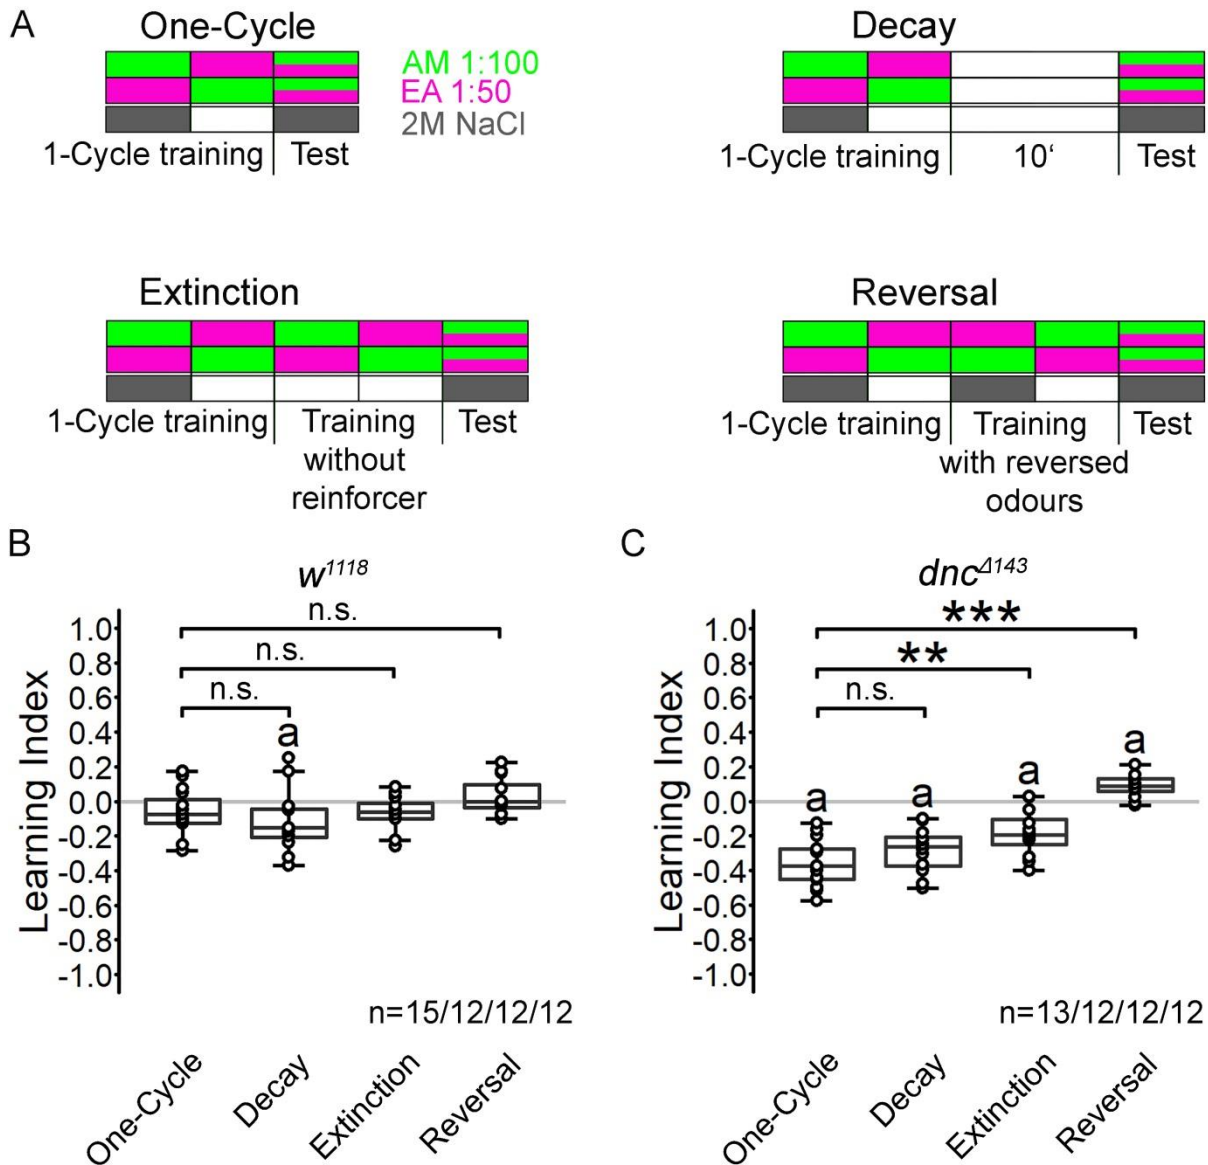 A
One-Cycle
AM 1:100
EA 1:50
2M NaCl
1-Cycle training
Test
Decay
1-Cycle training
10‘
Test
Extinction
1-Cycle training
Training
without
reinforcer
Test
Reversal
1-Cycle training
Training
with reversed
odours
Test
B
w1118
n.s.
n.s.
n.s.
a
Learning Index
1.0
0.8
0.6
0.4
0.2
0.0
-0.2
-0.4
-0.6
-0.8
-1.0
n=15/12/12/12
One-Cycle
Decay
Extinction
Reversal
C
dncΔ143
***
**
n.s.
a
a
a
a
Learning Index
1.0
0.8
0.6
0.4
0.2
0.0
-0.2
-0.4
-0.6
-0.8
-1.0
n=13/12/12/12
One-Cycle
Decay
Extinction
Reversal